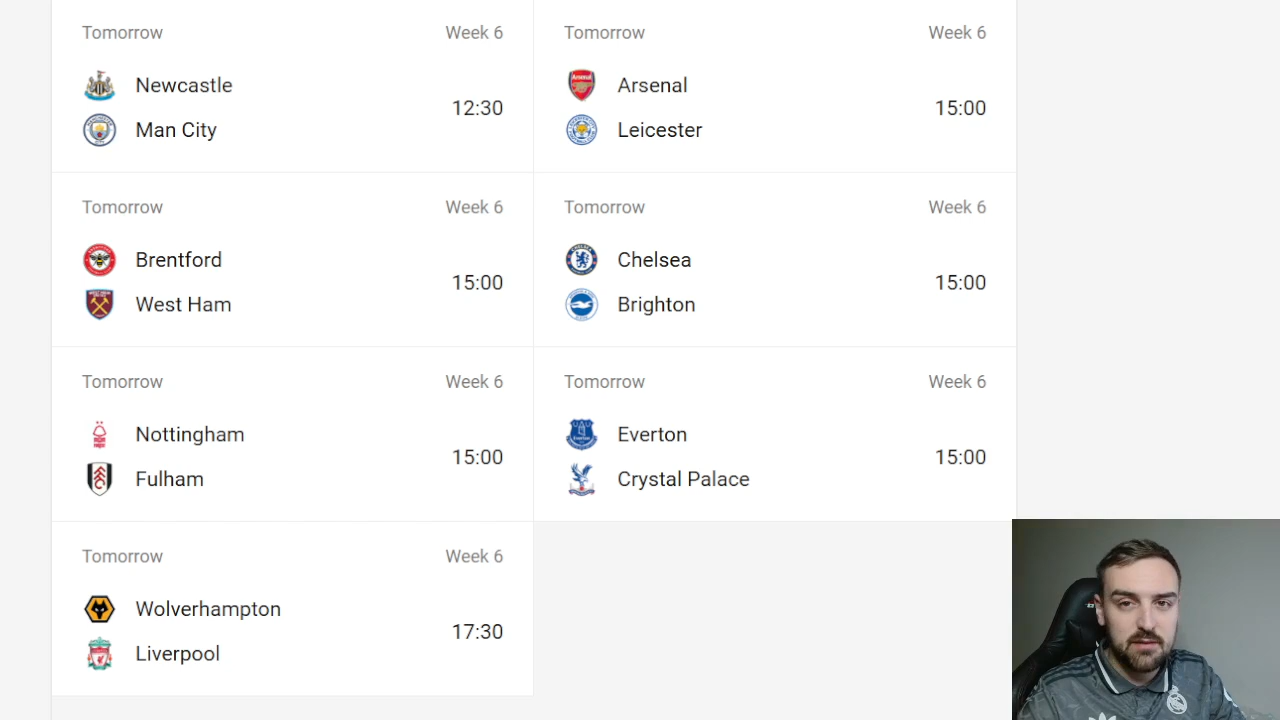 Tomorrow Week 6
Newcastle
12:30
Man City
Tomorrow Week 6
Arsenal
15:00
Leicester
Tomorrow Week 6
Brentford
15:00
West Ham
Tomorrow Week 6
Chelsea
15:00
Brighton
Tomorrow Week 6
Nottingham
15:00
Fulham
Tomorrow Week 6
Everton
15:00
Crystal Palace
Tomorrow Week 6
Wolverhampton
17:30
Liverpool